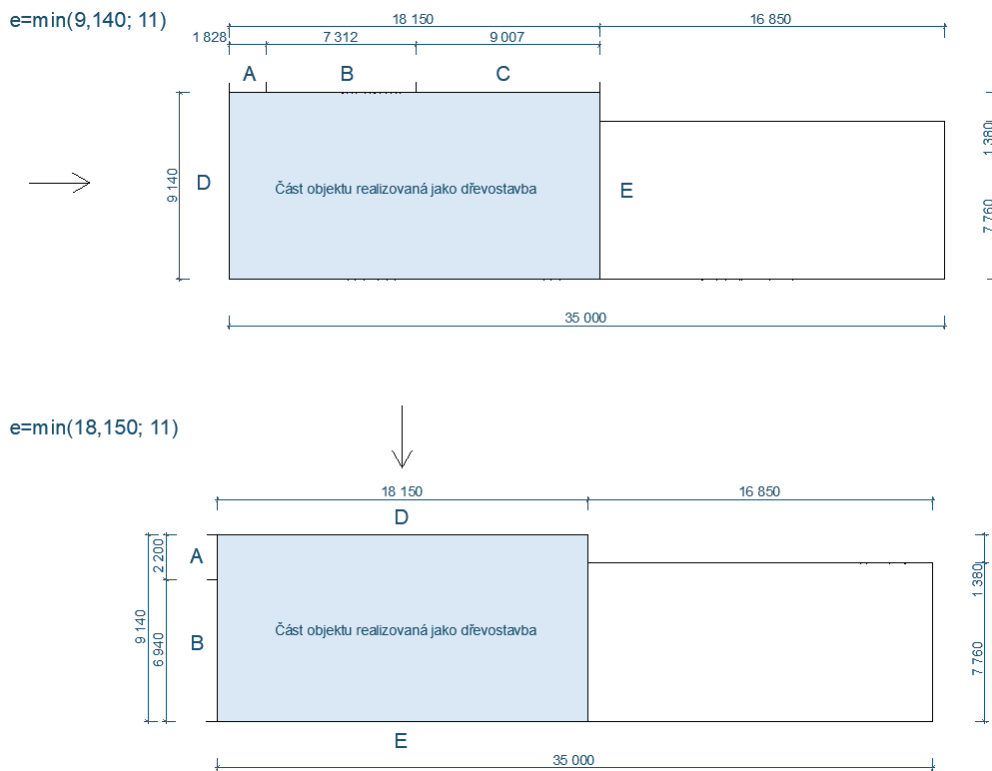 e=min(9,140; 11)
18 150
16 850
1 828
7 312
9 007
A
B
C
1 380
9 140
D
Část objektu realizovaná jako dřevostavba
E
7 760
35 000
e=min(18,150; 11)
18 150
16 850
D
A
2 200
1 380
9 140
6 940
B
Část objektu realizovaná jako dřevostavba
7 760
E
35 000